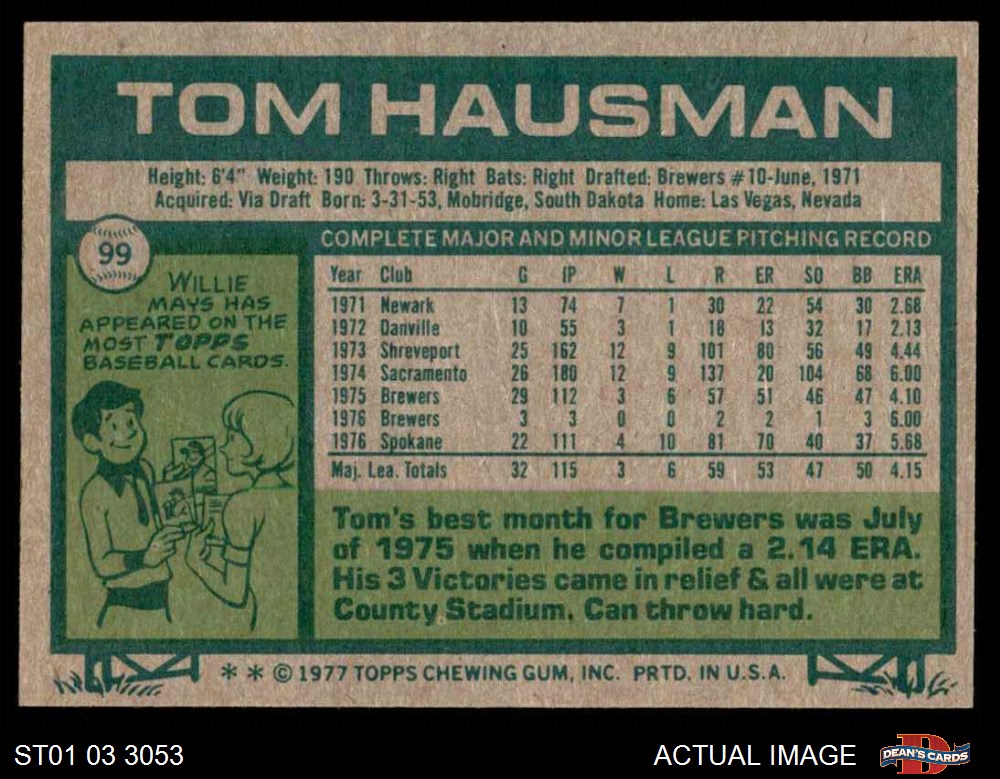 TOM HAUSMAN
Height: 6'4" Weight: 190 Throws: Right Bats: Right Drafted: Brewers #10-June, 1971
Acquired: Via Draft Born: 3-31-53, Mobridge, South Dakota Home: Las Vegas, Nevada
99
WILLIE
MAYS HAS
APPEARED ON THE
MOST TOPPS
BASEBALL CARDS.
COMPLETE MAJOR AND MINOR LEAGUE PITCHING RECORD
Year Club G IP W L R ER SO BB ERA
1971 Newark 13 74 7 1 30 22 54 30 2.68
1972 Danville 10 55 3 1 18 13 32 17 2.13
1973 Shreveport 25 162 12 9 101 80 56 49 4.44
1974 Sacramento 26 180 12 9 137 20 104 68 6.00
1975 Brewers 29 112 3 6 57 51 46 47 4.10
1976 Brewers 3 3 0 0 2 2 1 3 6.00
1976 Spokane 22 111 4 10 81 70 40 37 5.68
Maj. Lea. Totals 32 115 3 6 59 53 47 50 4.15
Tom's best month for Brewers was July
of 1975 when he compiled a 2.14 ERA.
His 3 Victories came in relief & all were at
County Stadium. Can throw hard.
* * © 1977 TOPPS CHEWING GUM, INC. PRTD. IN U.S.A.
ST01 03 3053
ACTUAL IMAGE
D
DEAN'S CARDS